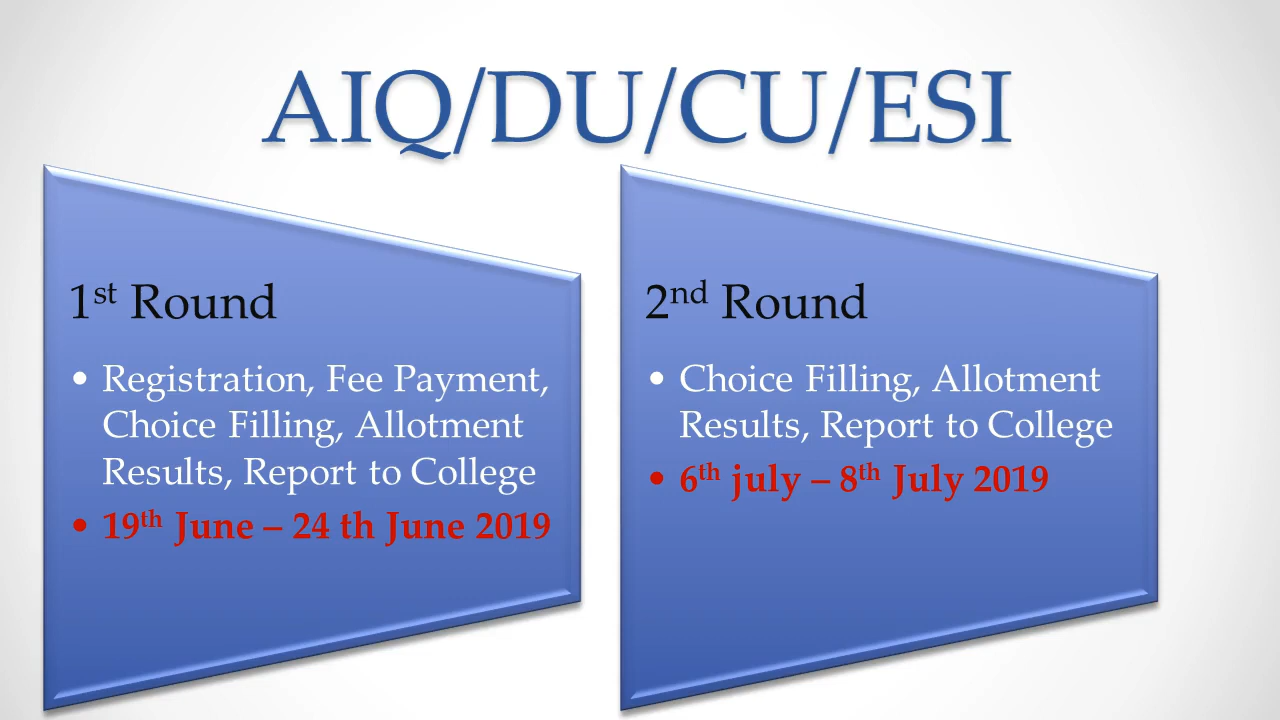 AIQ/DU/CU/ESI
1st Round
• Registration, Fee Payment,
Choice Filling, Allotment
Results, Report to College
• 19th June – 24 th June 2019
2nd Round
• Choice Filling, Allotment
Results, Report to College
• 6th july – 8th July 2019